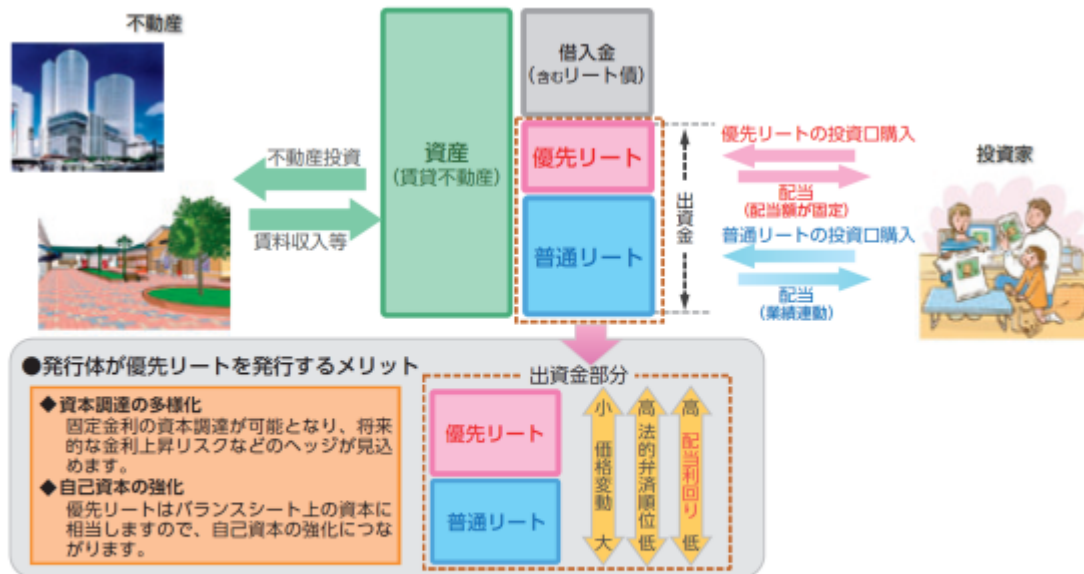 不動産
不動産投資
賃料収入等
資産
(賃貸不動産)
借入金
(含むリート債)
優先リート
普通リート
出資金
優先リートの投資口購入
配当
(配当額が固定)
普通リートの投資口購入
配当
(業績連動)
投資家
●発行体が優先リートを発行するメリット
◆資本調達の多様化
固定金利の資本調達が可能となり、将来
的な金利上昇リスクなどのヘッジが見込
めます。
◆自己資本の強化
優先リートはバランスシート上の資本に
相当しますので、自己資本の強化につな
がります。
出資金部分
優先リート
普通リート
小 価格変動 大
高 法的弁済順位 低
高 配当利回り 低